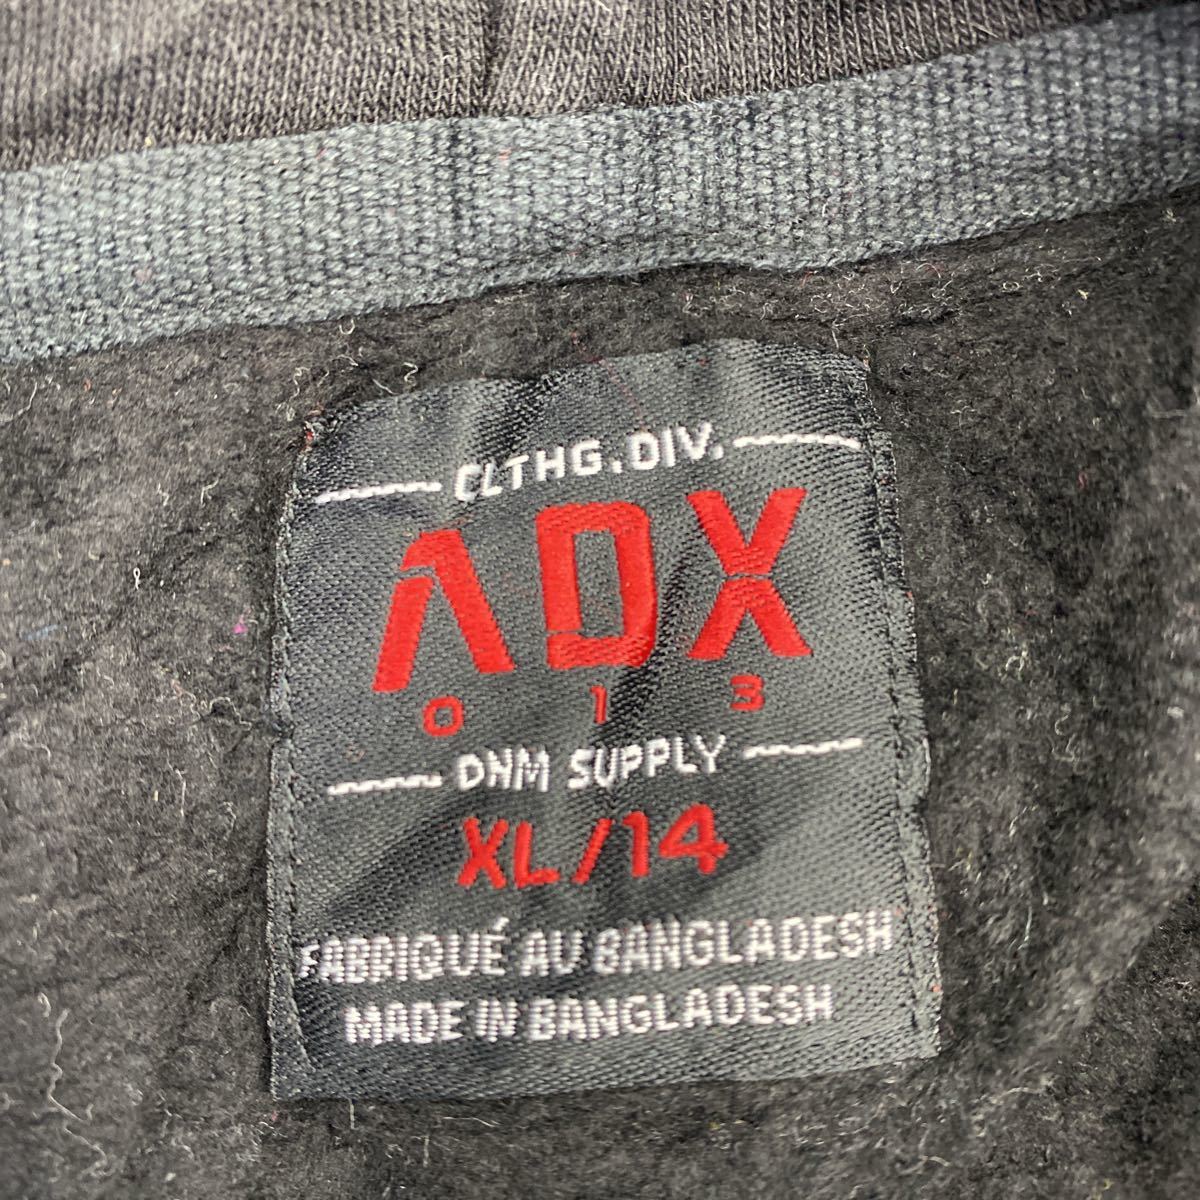 CLTHG.DIV.
ADX
0 1 3
DNM SUPPLY
XL/14
FABRIQUÉ AU BANGLADESH
MADE IN BANGLADESH